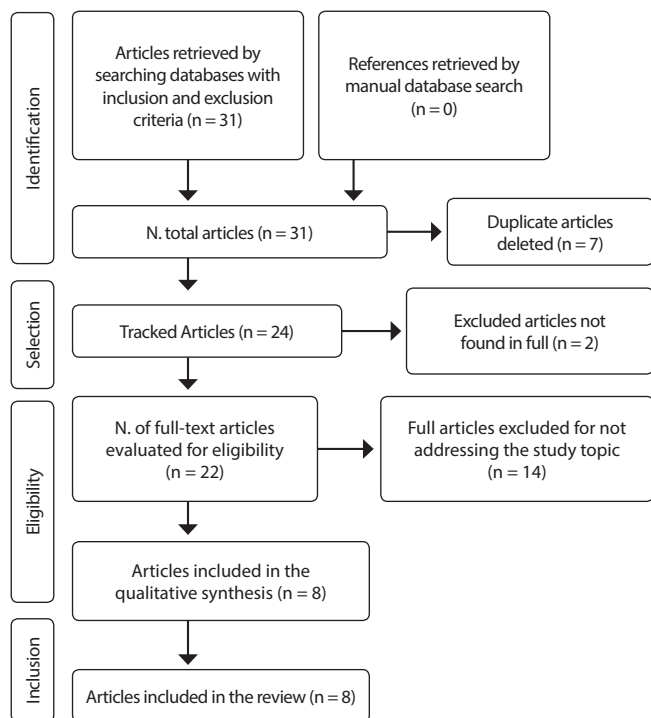 Identification
Articles retrieved by
searching databases with
inclusion and exclusion
criteria (n = 31)
References retrieved by
manual database search
(n = 0)
N. total articles (n = 31)
Duplicate articles
deleted (n = 7)
Selection
Tracked Articles (n = 24)
Excluded articles not
found in full (n = 2)
Eligibility
N. of full-text articles
evaluated for eligibility
(n = 22)
Full articles excluded for not
addressing the study topic
(n = 14)
Articles included in the
qualitative synthesis (n = 8)
Inclusion
Articles included in the review (n = 8)